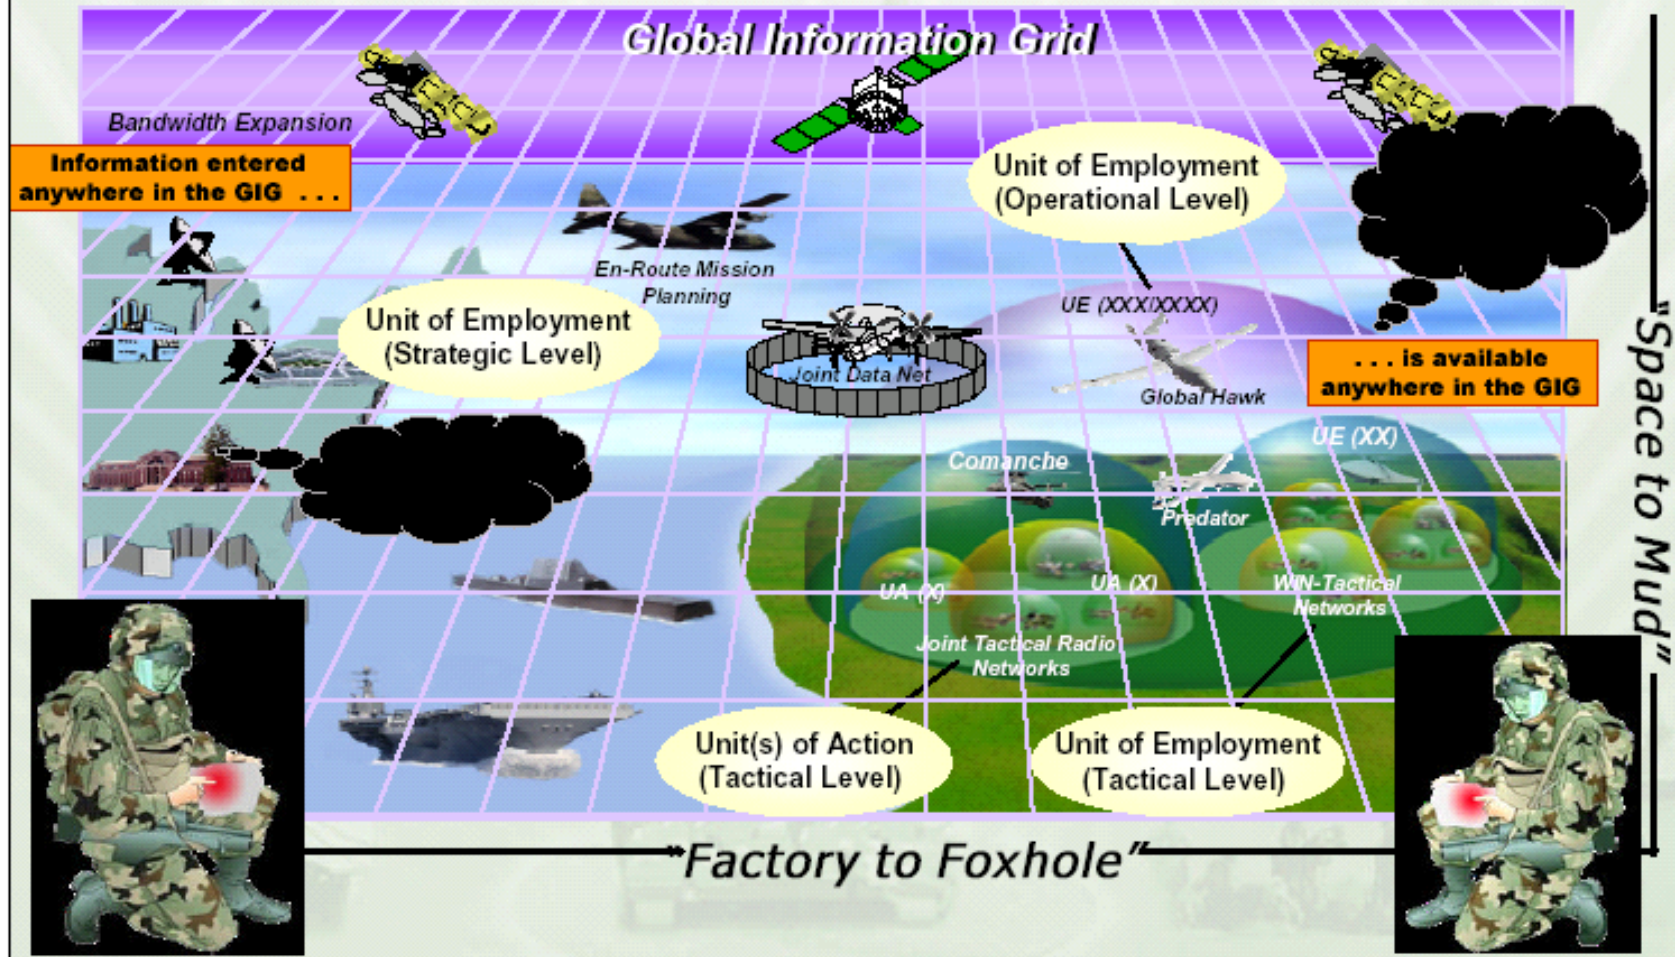 Global Information Grid
Bandwidth Expansion
Information entered
anywhere in the GIG . . .
Unit of Employment
(Operational Level)
En-Route Mission
Planning
UE (XXX/XXXX)
Unit of Employment
(Strategic Level)
Joint Data Net
Global Hawk
. . . is available
anywhere in the GIG
"Space to Mud"
UE (XX)
Comanche
Predator
UA (X)
UA (X)
WIN-Tactical
Networks
Joint Tactical Radio
Networks
Unit(s) of Action
(Tactical Level)
Unit of Employment
(Tactical Level)
"Factory to Foxhole"